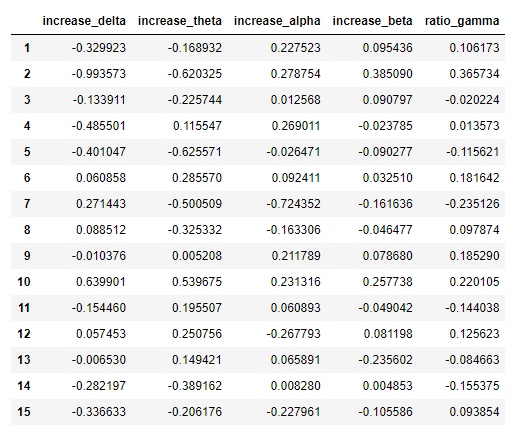 increase_delta increase_theta increase_alpha increase_beta ratio_gamma
1 -0.329923 -0.168932 0.227523 0.095436 0.106173
2 -0.993573 -0.620325 0.278754 0.385090 0.365734
3 -0.133911 -0.225744 0.012568 0.090797 -0.020224
4 -0.485501 0.115547 0.269011 -0.023785 0.013573
5 -0.401047 -0.625571 -0.026471 -0.090277 -0.115621
6 0.060858 0.285570 0.092411 0.032510 0.181642
7 0.271443 -0.500509 -0.724352 -0.161636 -0.235126
8 0.088512 -0.325332 -0.163306 -0.046477 0.097874
9 -0.010376 0.005208 0.211789 0.078680 0.185290
10 0.639901 0.539675 0.231316 0.257738 0.220105
11 -0.154460 0.195507 0.060893 -0.049042 -0.144038
12 0.057453 0.250756 -0.267793 0.081198 0.125623
13 -0.006530 0.149421 0.065891 -0.235602 -0.084663
14 -0.282197 -0.389162 0.008280 0.004853 -0.155375
15 -0.336633 -0.206176 -0.227961 -0.105586 0.093854